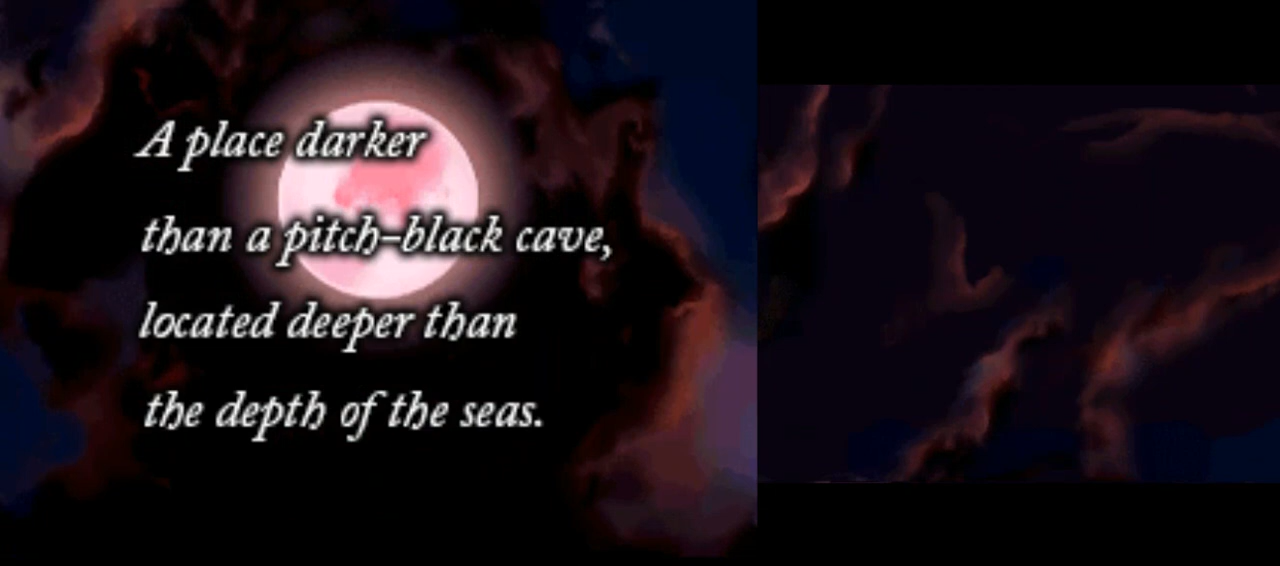 A place darker
than a pitch-black cave,
located deeper than
the depth of the seas.